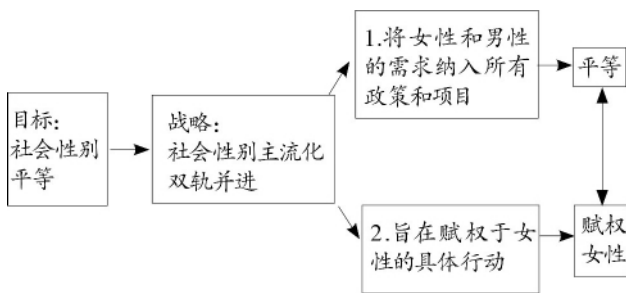 目标：
社会性别
平等
战略：
社会性别主流化
双轨并进
1.将女性和男性
的需求纳入所有
政策和项目
平等
2.旨在赋权于女
性的具体行动
赋权
女性